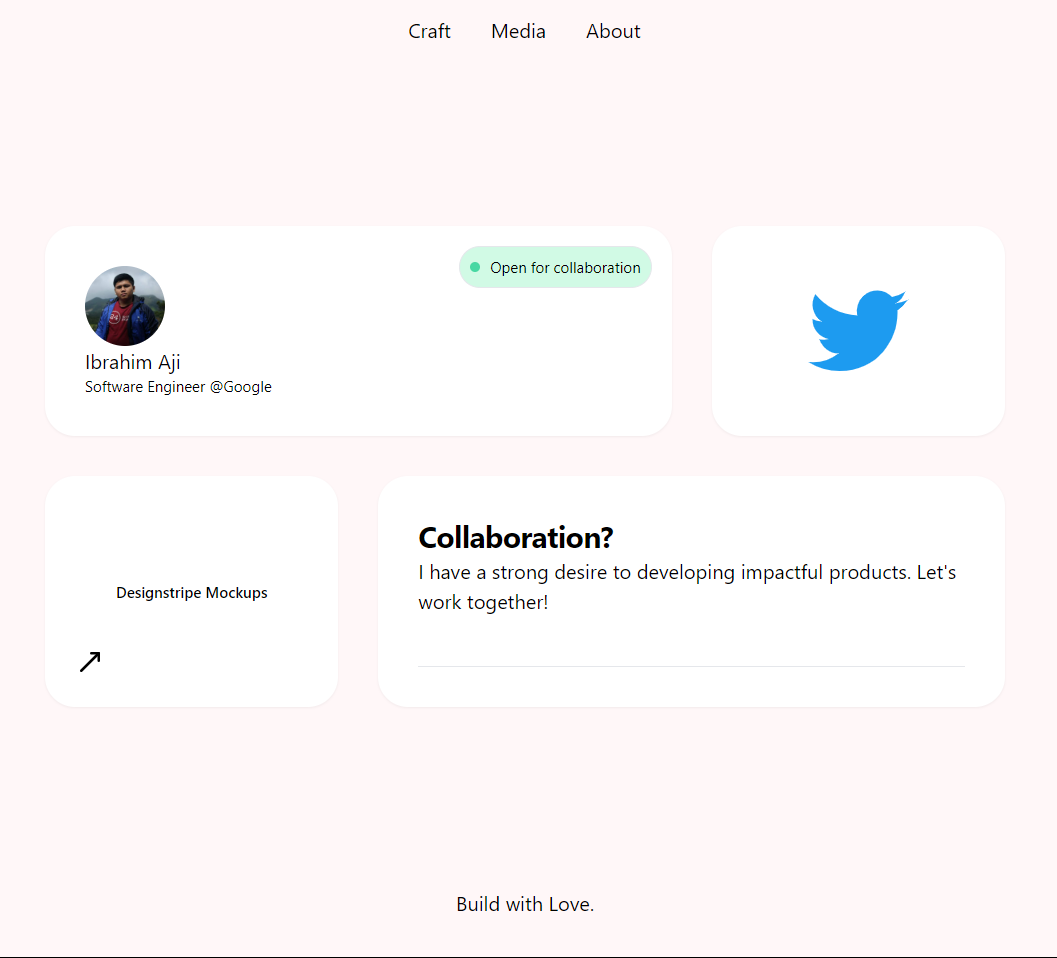 Craft Media About
Open for collaboration
Ibrahim Aji
Software Engineer @Google
Designstripe Mockups
Collaboration?
I have a strong desire to developing impactful products. Let's
work together!
Build with Love.